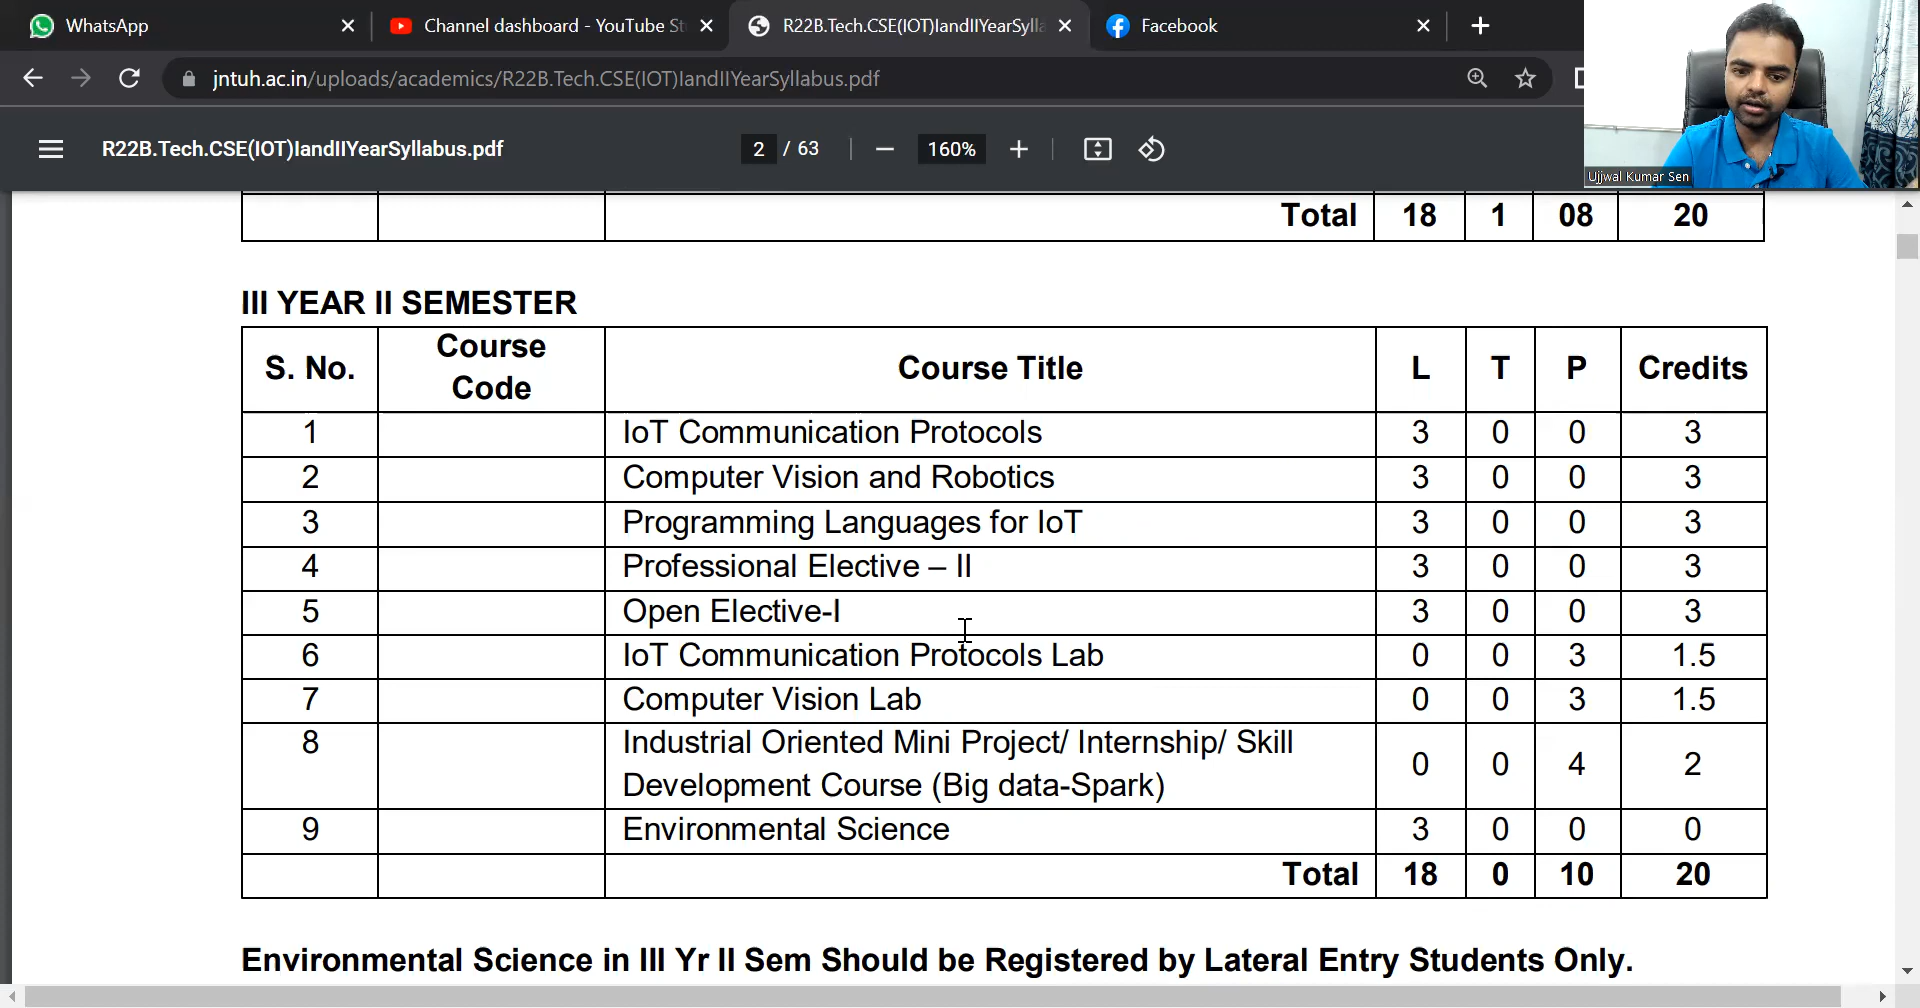 WhatsApp
Channel dashboard - YouTube St
R22B.Tech.CSE(IOT)IandIIYearSylla
Facebook
jntuh.ac.in/uploads/academics/R22B.Tech.CSE(IOT)IandIIYearSyllabus.pdf
R22B.Tech.CSE(IOT)IandIIYearSyllabus.pdf
2 / 63
160%
Ujjwal Kumar Sen
Total 18 1 08 20
III YEAR II SEMESTER
S. No. Course Code Course Title L T P Credits
1 IoT Communication Protocols 3 0 0 3
2 Computer Vision and Robotics 3 0 0 3
3 Programming Languages for IoT 3 0 0 3
4 Professional Elective – II 3 0 0 3
5 Open Elective-I 3 0 0 3
6 IoT Communication Protocols Lab 0 0 3 1.5
7 Computer Vision Lab 0 0 3 1.5
8 Industrial Oriented Mini Project/ Internship/ Skill
Development Course (Big data-Spark) 0 0 4 2
9 Environmental Science 3 0 0 0
Total 18 0 10 20
Environmental Science in III Yr II Sem Should be Registered by Lateral Entry Students Only.